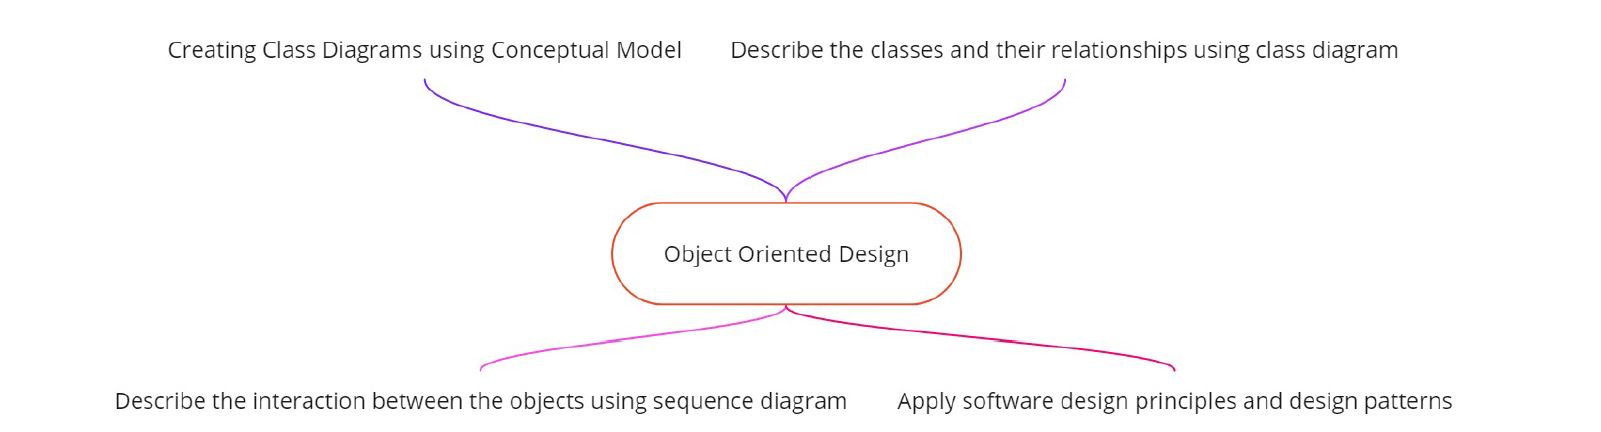 Creating Class Diagrams using Conceptual Model
Describe the classes and their relationships using class diagram
Object Oriented Design
Describe the interaction between the objects using sequence diagram
Apply software design principles and design patterns